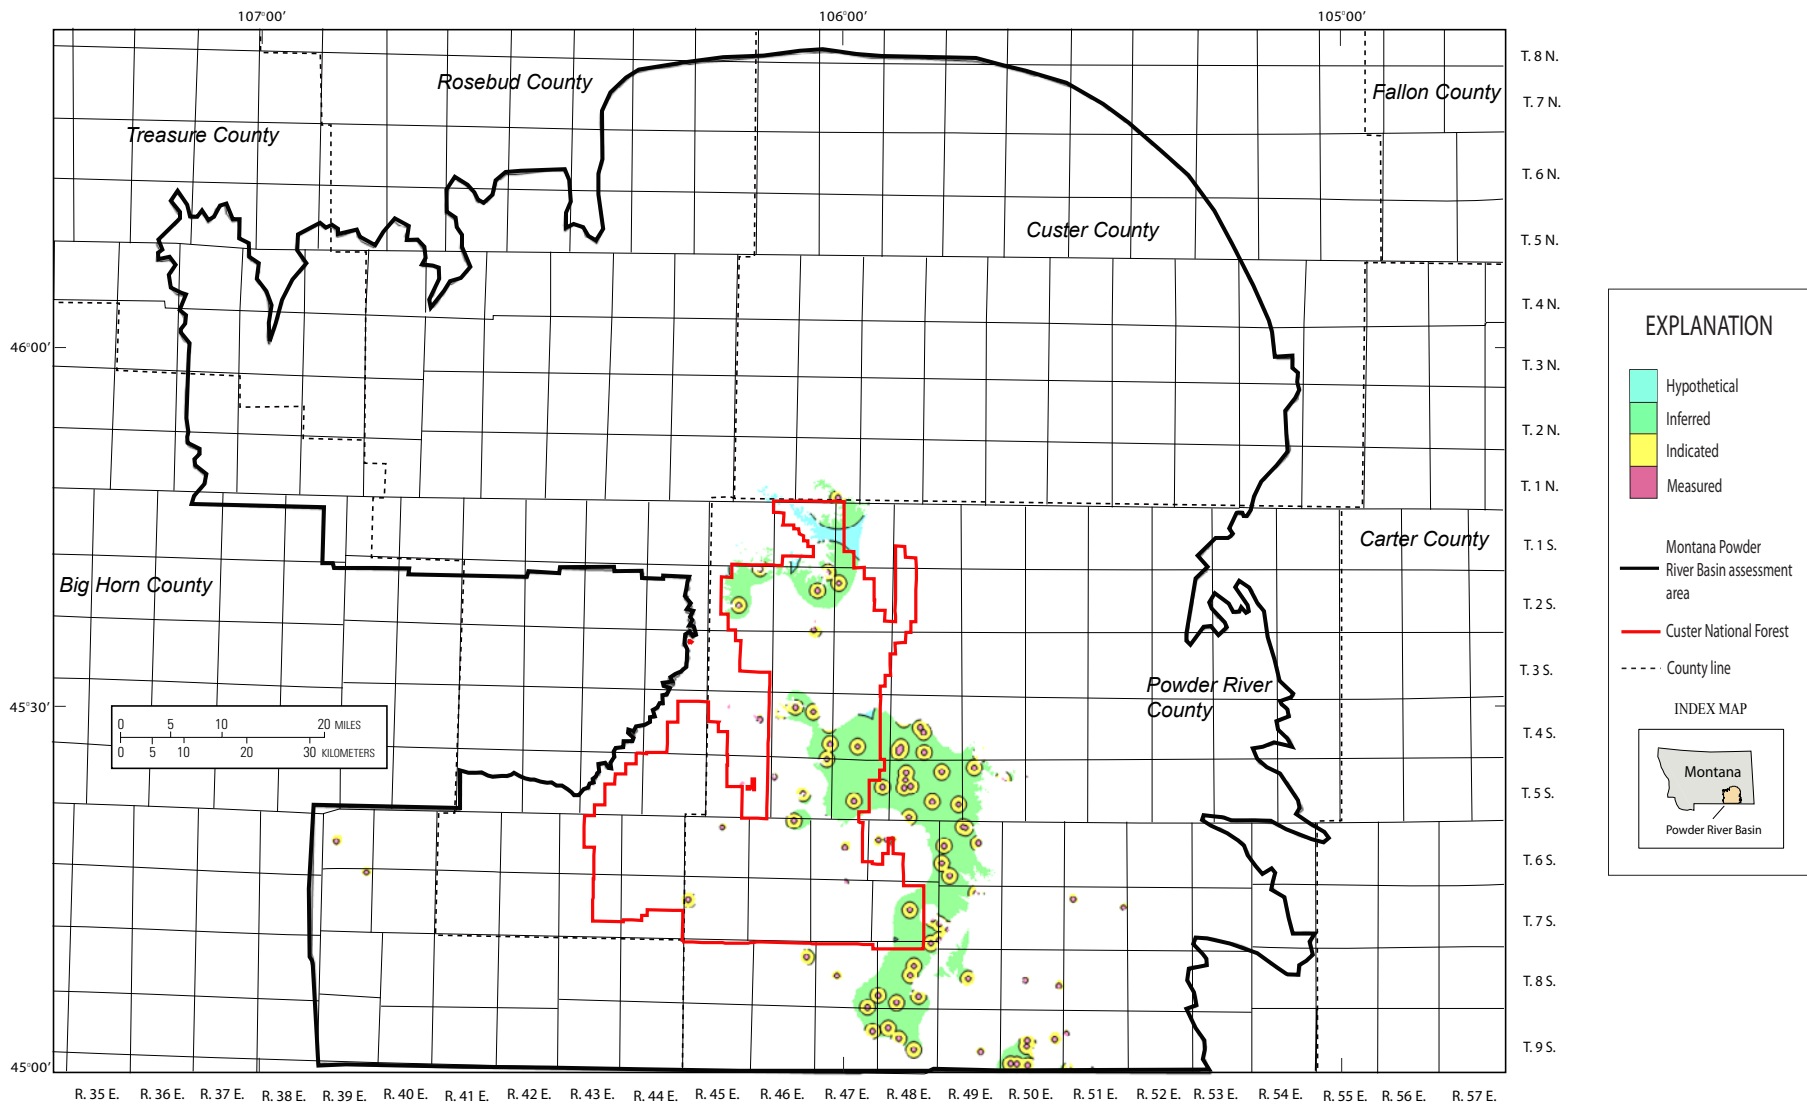 107°00’ 106°00’ 105°00’
T. 8 N.
Rosebud County
Fallon County
T. 7 N.
Treasure County
T. 6 N.
Custer County
T. 5 N.
T. 4 N.
46°00’
T. 3 N.
T. 2 N.
T. 1 N.
Carter County
T. 1 S.
Big Horn County
T. 2 S.
T. 3 S.
Powder River
County
45°30’
0 5 10 20 MILES
0 5 10 20 30 KILOMETERS
T. 4 S.
T. 5 S.
T. 6 S.
T. 7 S.
T. 8 S.
T. 9 S.
45°00’
R. 35 E. R. 36 E. R. 37 E. R. 38 E. R. 39 E. R. 40 E. R. 41 E. R. 42 E. R. 43 E. R. 44 E. R. 45 E. R. 46 E. R. 47 E. R. 48 E. R. 49 E. R. 50 E. R. 51 E. R. 52 E. R. 53 E. R. 54 E. R. 55 E. R. 56 E. R. 57 E.
EXPLANATION
Hypothetical
Inferred
Indicated
Measured
Montana Powder
River Basin assessment
area
Custer National Forest
County line
INDEX MAP
Montana
Powder River Basin